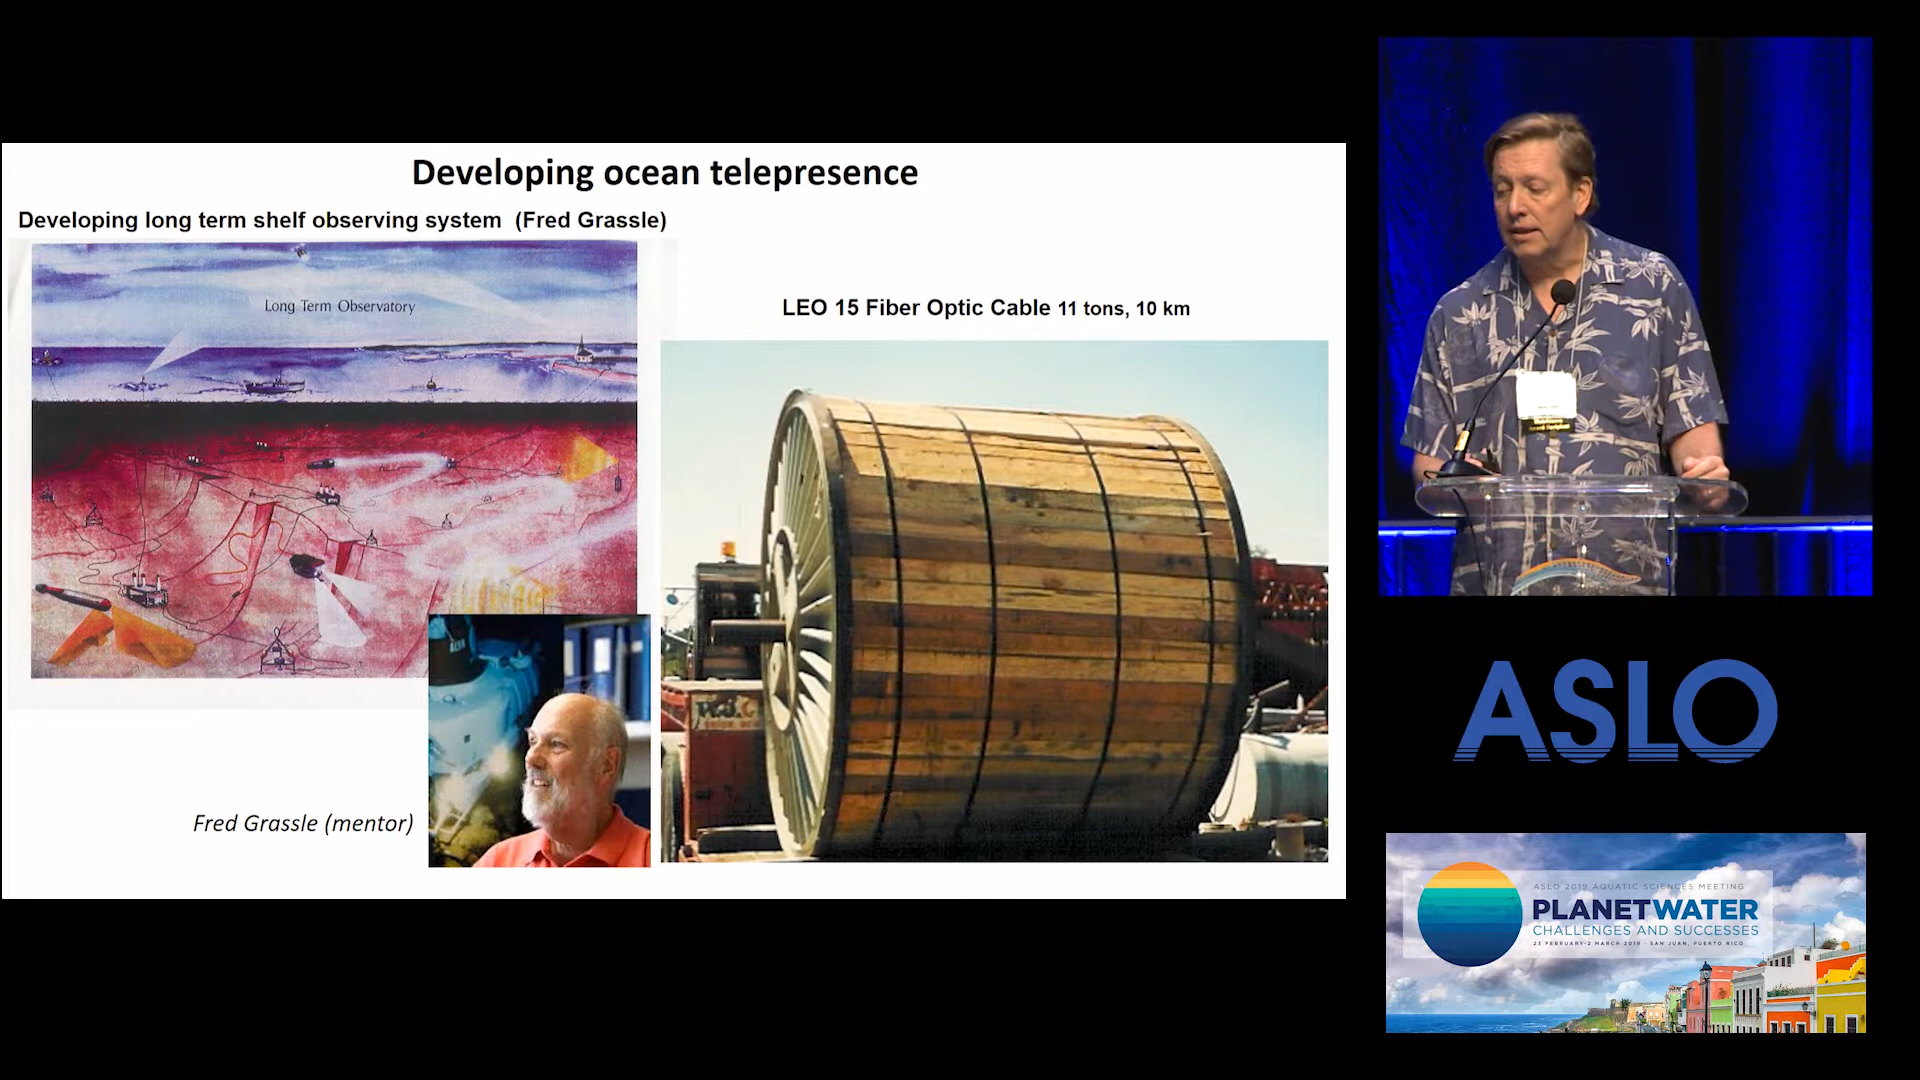 Developing ocean telepresence
Developing long term shelf observing system (Fred Grassle)
Long Term Observatory
LEO 15 Fiber Optic Cable 11 tons, 10 km
Fred Grassle (mentor)
ASLO
ASLO 2019 AQUATIC SCIENCES MEETING
PLANETWATER
CHALLENGES AND SUCCESSES
23 FEBRUARY-2 MARCH 2019 · SAN JUAN, PUERTO RICO